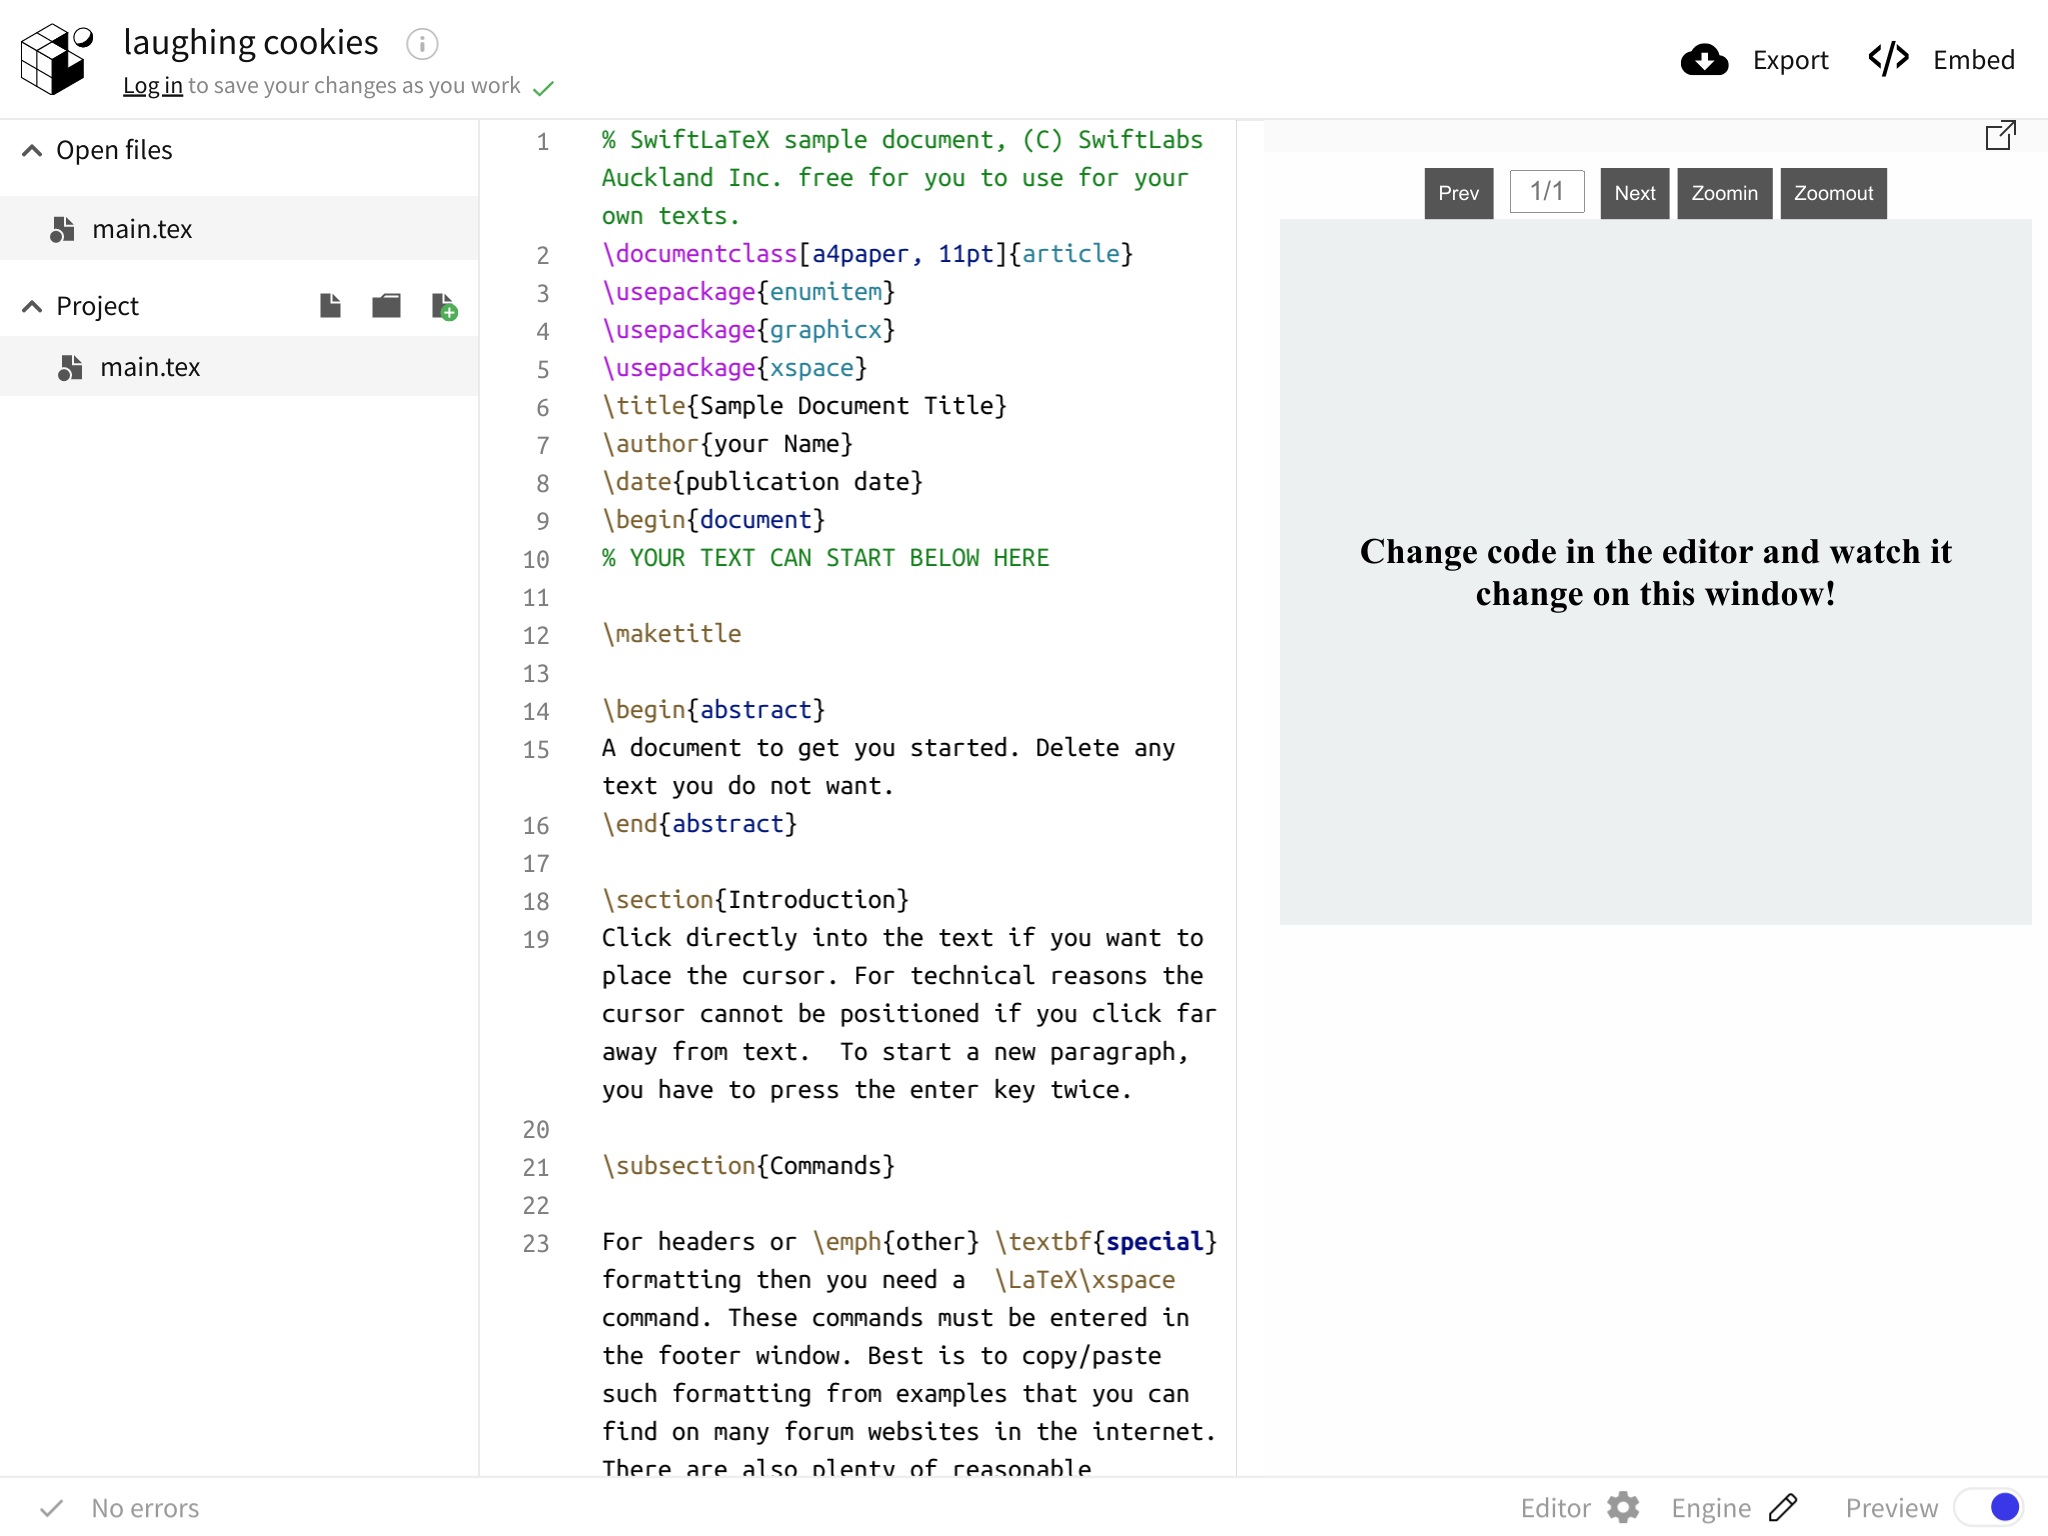 laughing cookies
Log in to save your changes as you work
Export
Embed
Open files
main.tex
Project
main.tex
1 % SwiftLaTeX sample document, (C) SwiftLabs
Auckland Inc. free for you to use for your
own texts.
2 \documentclass[a4paper, 11pt]{article}
3 \usepackage{enumitem}
4 \usepackage{graphicx}
5 \usepackage{xspace}
6 \title{Sample Document Title}
7 \author{your Name}
8 \date{publication date}
9 \begin{document}
10 % YOUR TEXT CAN START BELOW HERE
11
12 \maketitle
13
14 \begin{abstract}
15 A document to get you started. Delete any
text you do not want.
16 \end{abstract}
17
18 \section{Introduction}
19 Click directly into the text if you want to
place the cursor. For technical reasons the
cursor cannot be positioned if you click far
away from text.  To start a new paragraph,
you have to press the enter key twice.
20
21 \subsection{Commands}
22
23 For headers or \emph{other} \textbf{special}
formatting then you need a  \LaTeX\xspace
command. These commands must be entered in
the footer window. Best is to copy/paste
such formatting from examples that you can
find on many forum websites in the internet.
There are also plenty of reasonable
Prev 1/1 Next Zoomin Zoomout
Change code in the editor and watch it
change on this window!
No errors
Editor
Engine
Preview